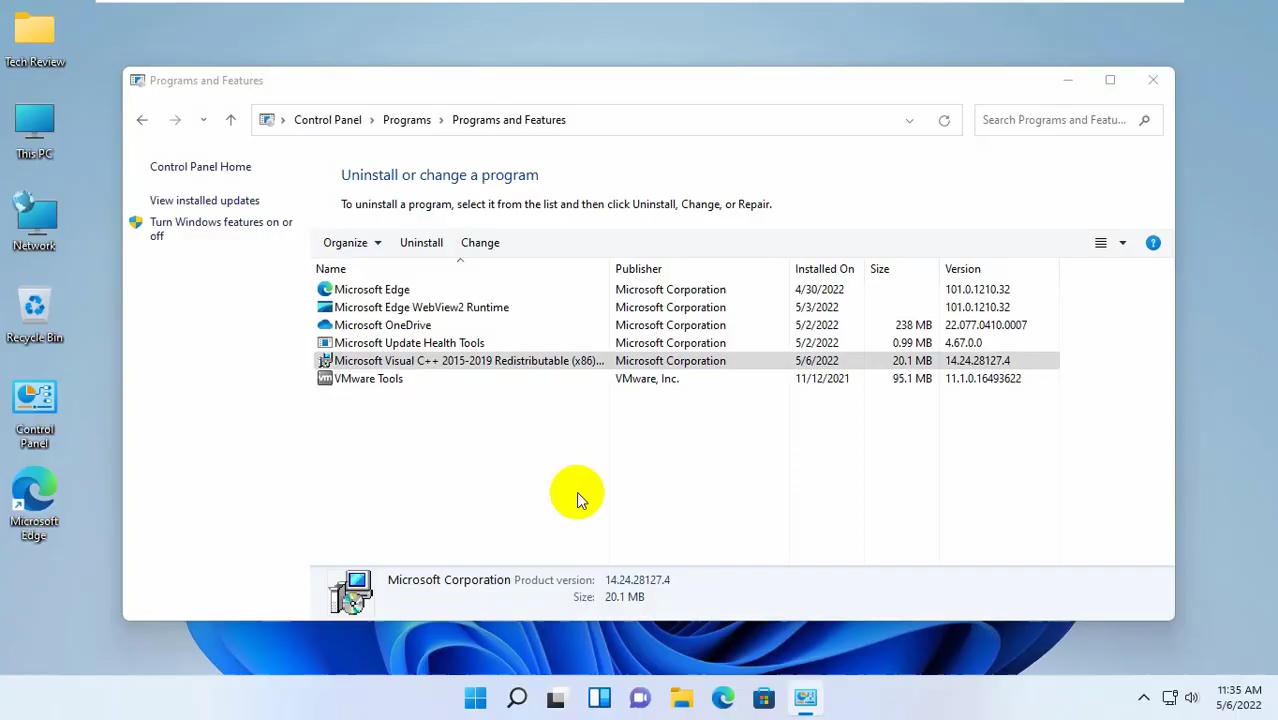 Tech Review
This PC
Network
Recycle Bin
Control
Panel
Microsoft
Edge
Programs and Features
Control Panel > Programs > Programs and Features
Search Programs and Featu...
Control Panel Home
View installed updates
Turn Windows features on or
off
Uninstall or change a program
To uninstall a program, select it from the list and then click Uninstall, Change, or Repair.
Organize Uninstall Change
Name Publisher Installed On Size Version
Microsoft Edge Microsoft Corporation 4/30/2022 101.0.1210.32
Microsoft Edge WebView2 Runtime Microsoft Corporation 5/3/2022 101.0.1210.32
Microsoft OneDrive Microsoft Corporation 5/2/2022 238 MB 22.077.0410.0007
Microsoft Update Health Tools Microsoft Corporation 5/2/2022 0.99 MB 4.67.0.0
Microsoft Visual C++ 2015-2019 Redistributable (x86)... Microsoft Corporation 5/6/2022 20.1 MB 14.24.28127.4
vm VMware Tools VMware, Inc. 11/12/2021 95.1 MB 11.1.0.16493622
Microsoft Corporation Product version: 14.24.28127.4
Size: 20.1 MB
11:35 AM
5/6/2022